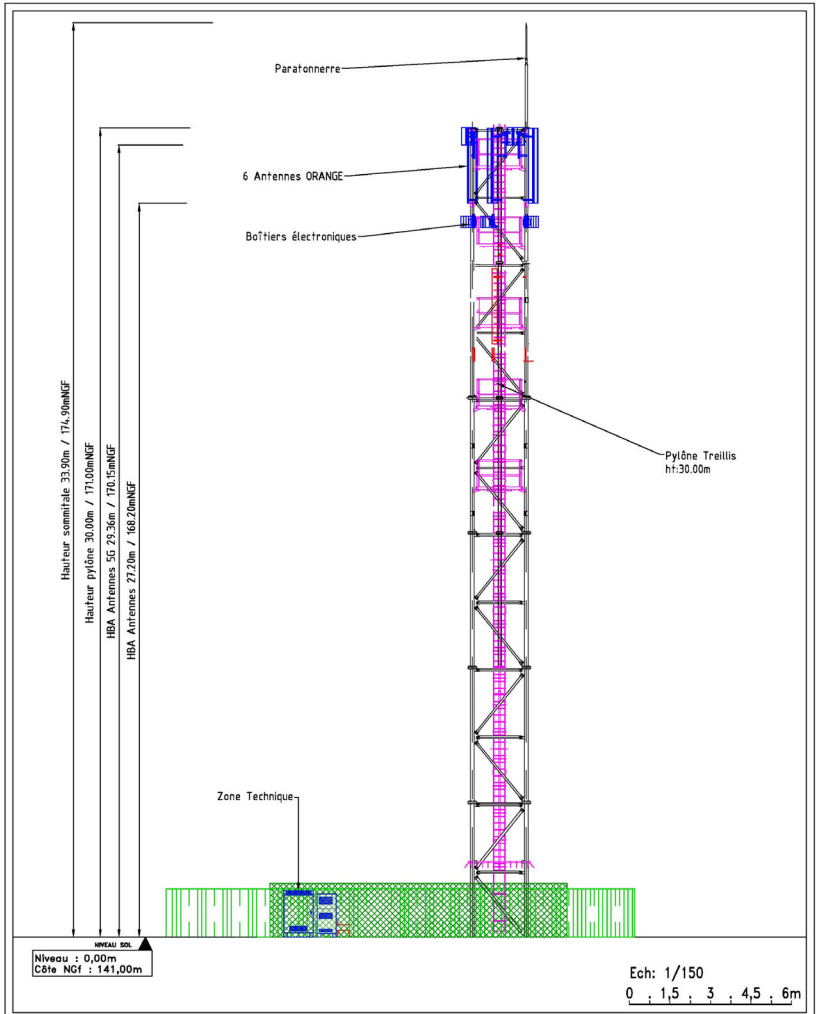 Paratonnerre
6 Antennes ORANGE
Boîtiers électroniques
Hauteur sommitale 33.90m / 174.90mNGF
Hauteur pylône 30.00m / 171.00mNGF
HBA Antennes 5G 29.36m / 170.15mNGF
HBA Antennes 27.20m / 168.20mNGF
Pylône Treillis
ht:30.00m
Zone Technique
NIVEAU SOL
Niveau : 0,00m
Côte NGf : 141,00m
Ech: 1/150
0 . 1,5 . 3 . 4,5 . 6m